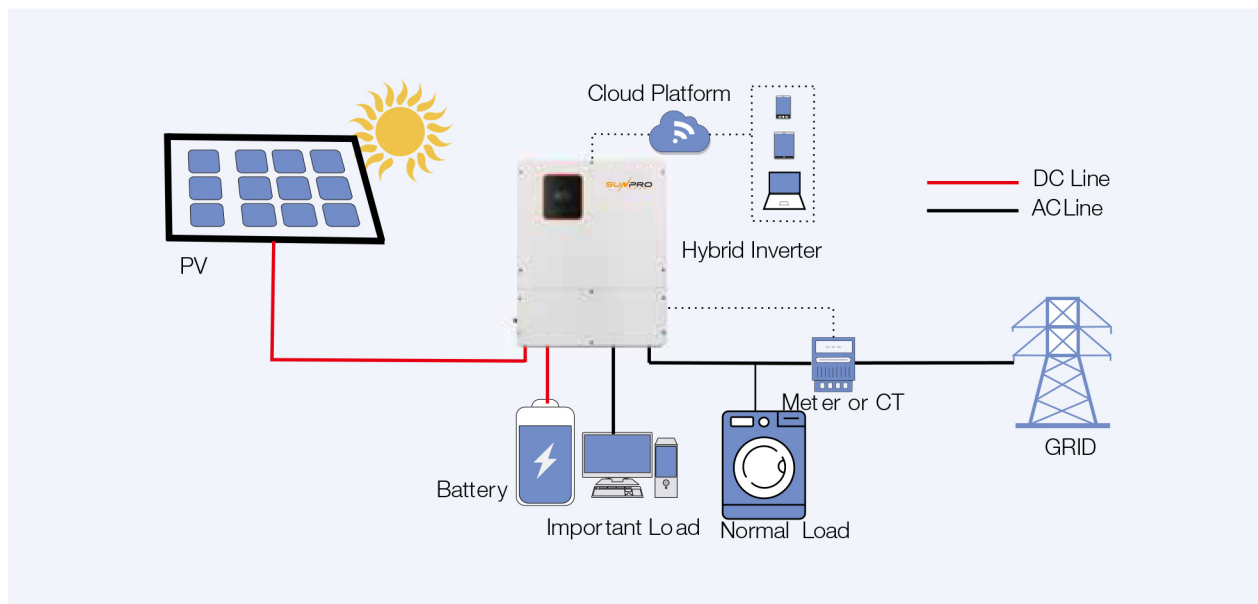 Cloud Platform
SUNPRO
DC Line
AC Line
Hybrid Inverter
PV
Meter or CT
GRID
Battery
Important Load
Normal Load